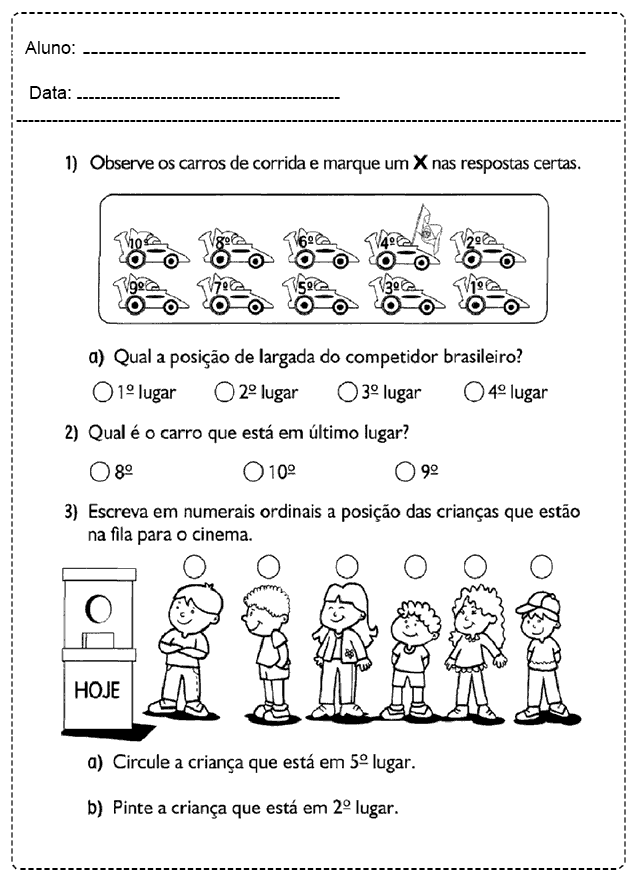 Aluno:
Data:
1) Observe os carros de corrida e marque um X nas respostas certas.
10º 8º 6º 4º 2º
9º 7º 5º 3º 1º
a) Qual a posição de largada do competidor brasileiro?
1º lugar 2º lugar 3º lugar 4º lugar
2) Qual é o carro que está em último lugar?
8º 10º 9º
3) Escreva em numerais ordinais a posição das crianças que estão
na fila para o cinema.
HOJE
a) Circule a criança que está em 5º lugar.
b) Pinte a criança que está em 2º lugar.